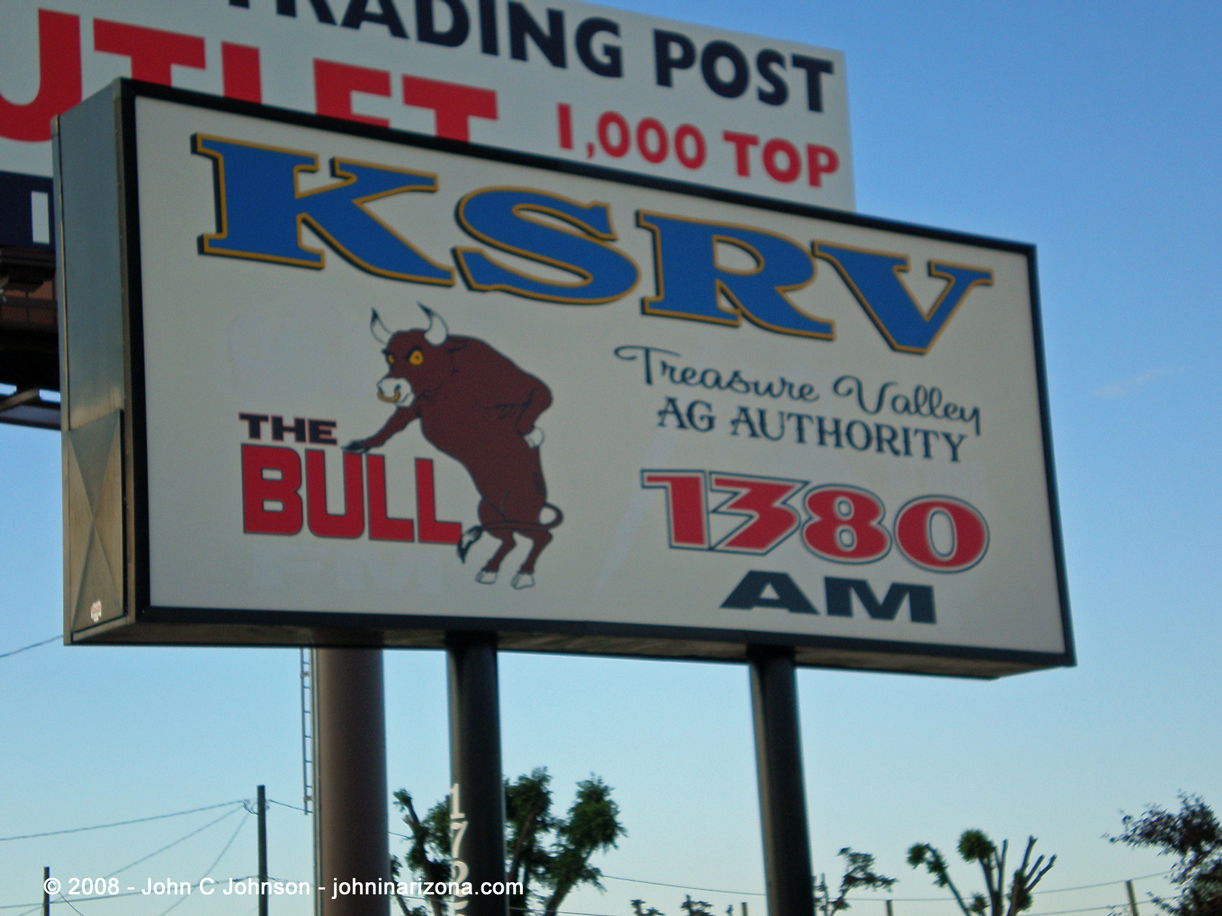 TRADING POST
UTLET
1,000 TOP
KSRV
THE
BULL
Treasure Valley
AG AUTHORITY
1380
AM
© 2008 - John C Johnson - johninarizona.com